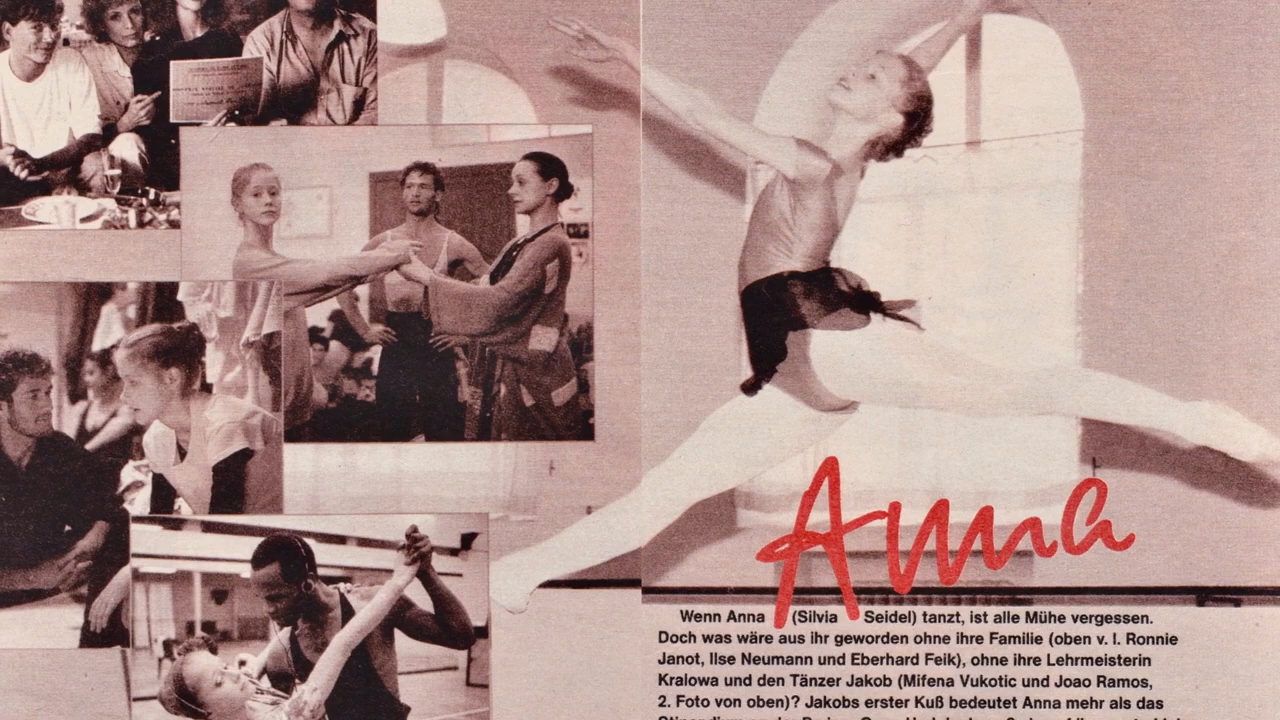 Anna
Wenn Anna (Silvia Seidel) tanzt, ist alle Mühe vergessen.
Doch was wäre aus ihr geworden ohne ihre Familie (oben v. l. Ronnie
Janot, Ilse Neumann und Eberhard Feik), ohne ihre Lehrmeisterin
Kralowa und den Tänzer Jakob (Mifena Vukotic und Joao Ramos,
2. Foto von oben)? Jakobs erster Kuß bedeutet Anna mehr als das